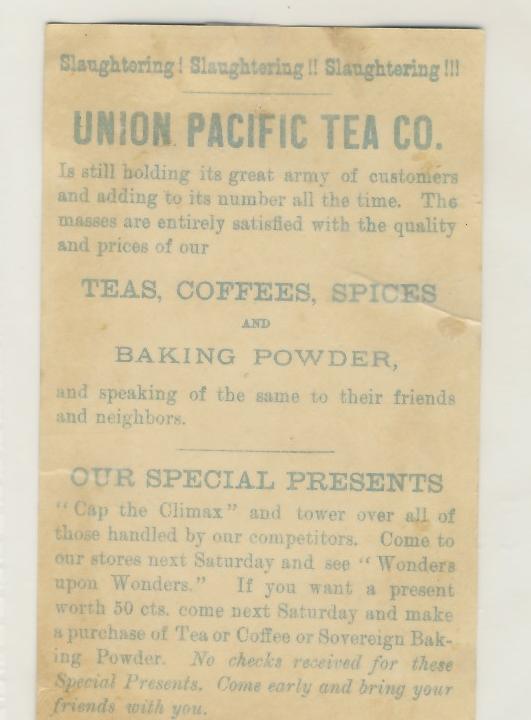 Slaughtering! Slaughtering!! Slaughtering!!!
UNION PACIFIC TEA CO.
Is still holding its great army of customers
and adding to its number all the time. The
masses are entirely satisfied with the quality
and prices of our
TEAS, COFFEES, SPICES
AND
BAKING POWDER,
and speaking of the same to their friends
and neighbors.
OUR SPECIAL PRESENTS
"Cap the Climax" and tower over all of
those handled by our competitors. Come to
our stores next Saturday and see "Wonders
upon Wonders." If you want a present
worth 50 cts. come next Saturday and make
a purchase of Tea or Coffee or Sovereign Bak-
ing Powder. No checks received for these
Special Presents. Come early and bring your
friends with you.